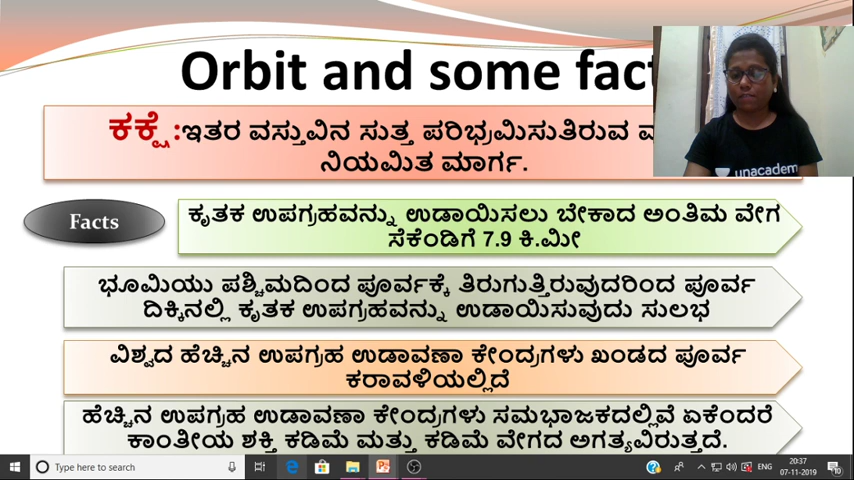 Orbit and some fact
ಕಕ್ಷೆ :ಇತರ ವಸ್ತುವಿನ ಸುತ್ತ ಪರಿಭ್ರಮಿಸುತಿರುವ
ನಿಯಮಿತ ಮಾರ್ಗ.
unacadem
Facts
ಕೃತಕ ಉಪಗ್ರಹವನ್ನು ಉಡಾಯಿಸಲು ಬೇಕಾದ ಅಂತಿಮ ವೇಗ
ಸೆಕೆಂಡಿಗೆ 7.9 ಕಿ.ಮೀ
ಭೂಮಿಯು ಪಶ್ಚಿಮದಿಂದ ಪೂರ್ವಕ್ಕೆ ತಿರುಗುತ್ತಿರುವುದರಿಂದ ಪೂರ್ವ
ದಿಕ್ಕಿನಲ್ಲಿ ಕೃತಕ ಉಪಗ್ರಹವನ್ನು ಉಡಾಯಿಸುವುದು ಸುಲಭ
ವಿಶ್ವದ ಹೆಚ್ಚಿನ ಉಪಗ್ರಹ ಉಡಾವಣಾ ಕೇಂದ್ರಗಳು ಖಂಡದ ಪೂರ್ವ
ಕರಾವಳಿಯಲ್ಲಿದೆ
ಹೆಚ್ಚಿನ ಉಪಗ್ರಹ ಉಡಾವಣಾ ಕೇಂದ್ರಗಳು ಸಮಭಾಜಕದಲ್ಲಿವೆ ಏಕೆಂದರೆ
ಕಾಂತೀಯ ಶಕ್ತಿ ಕಡಿಮೆ ಮತ್ತು ಕಡಿಮೆ ವೇಗದ ಅಗತ್ಯವಿರುತ್ತದೆ.
Type here to search
ENG
20:37
07-11-2019